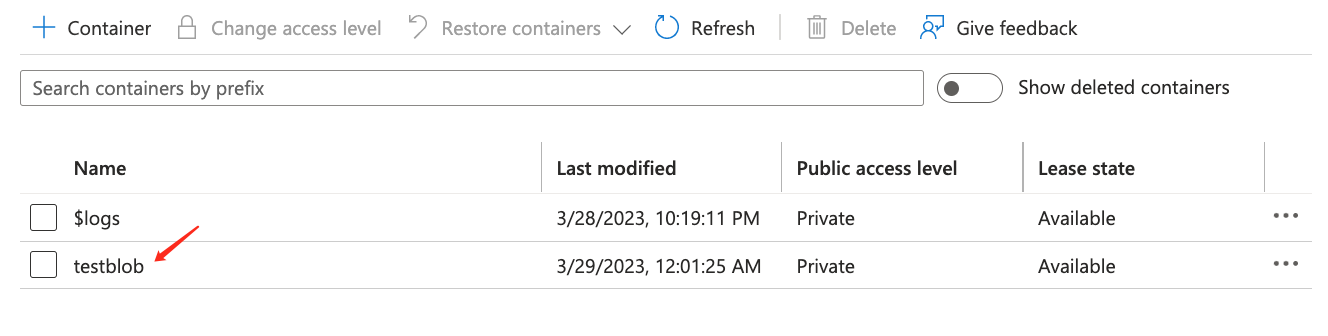 Container Change access level Restore containers Refresh Delete Give feedback
Search containers by prefix Show deleted containers
Name Last modified Public access level Lease state
$logs 3/28/2023, 10:19:11 PM Private Available
testblob 3/29/2023, 12:01:25 AM Private Available